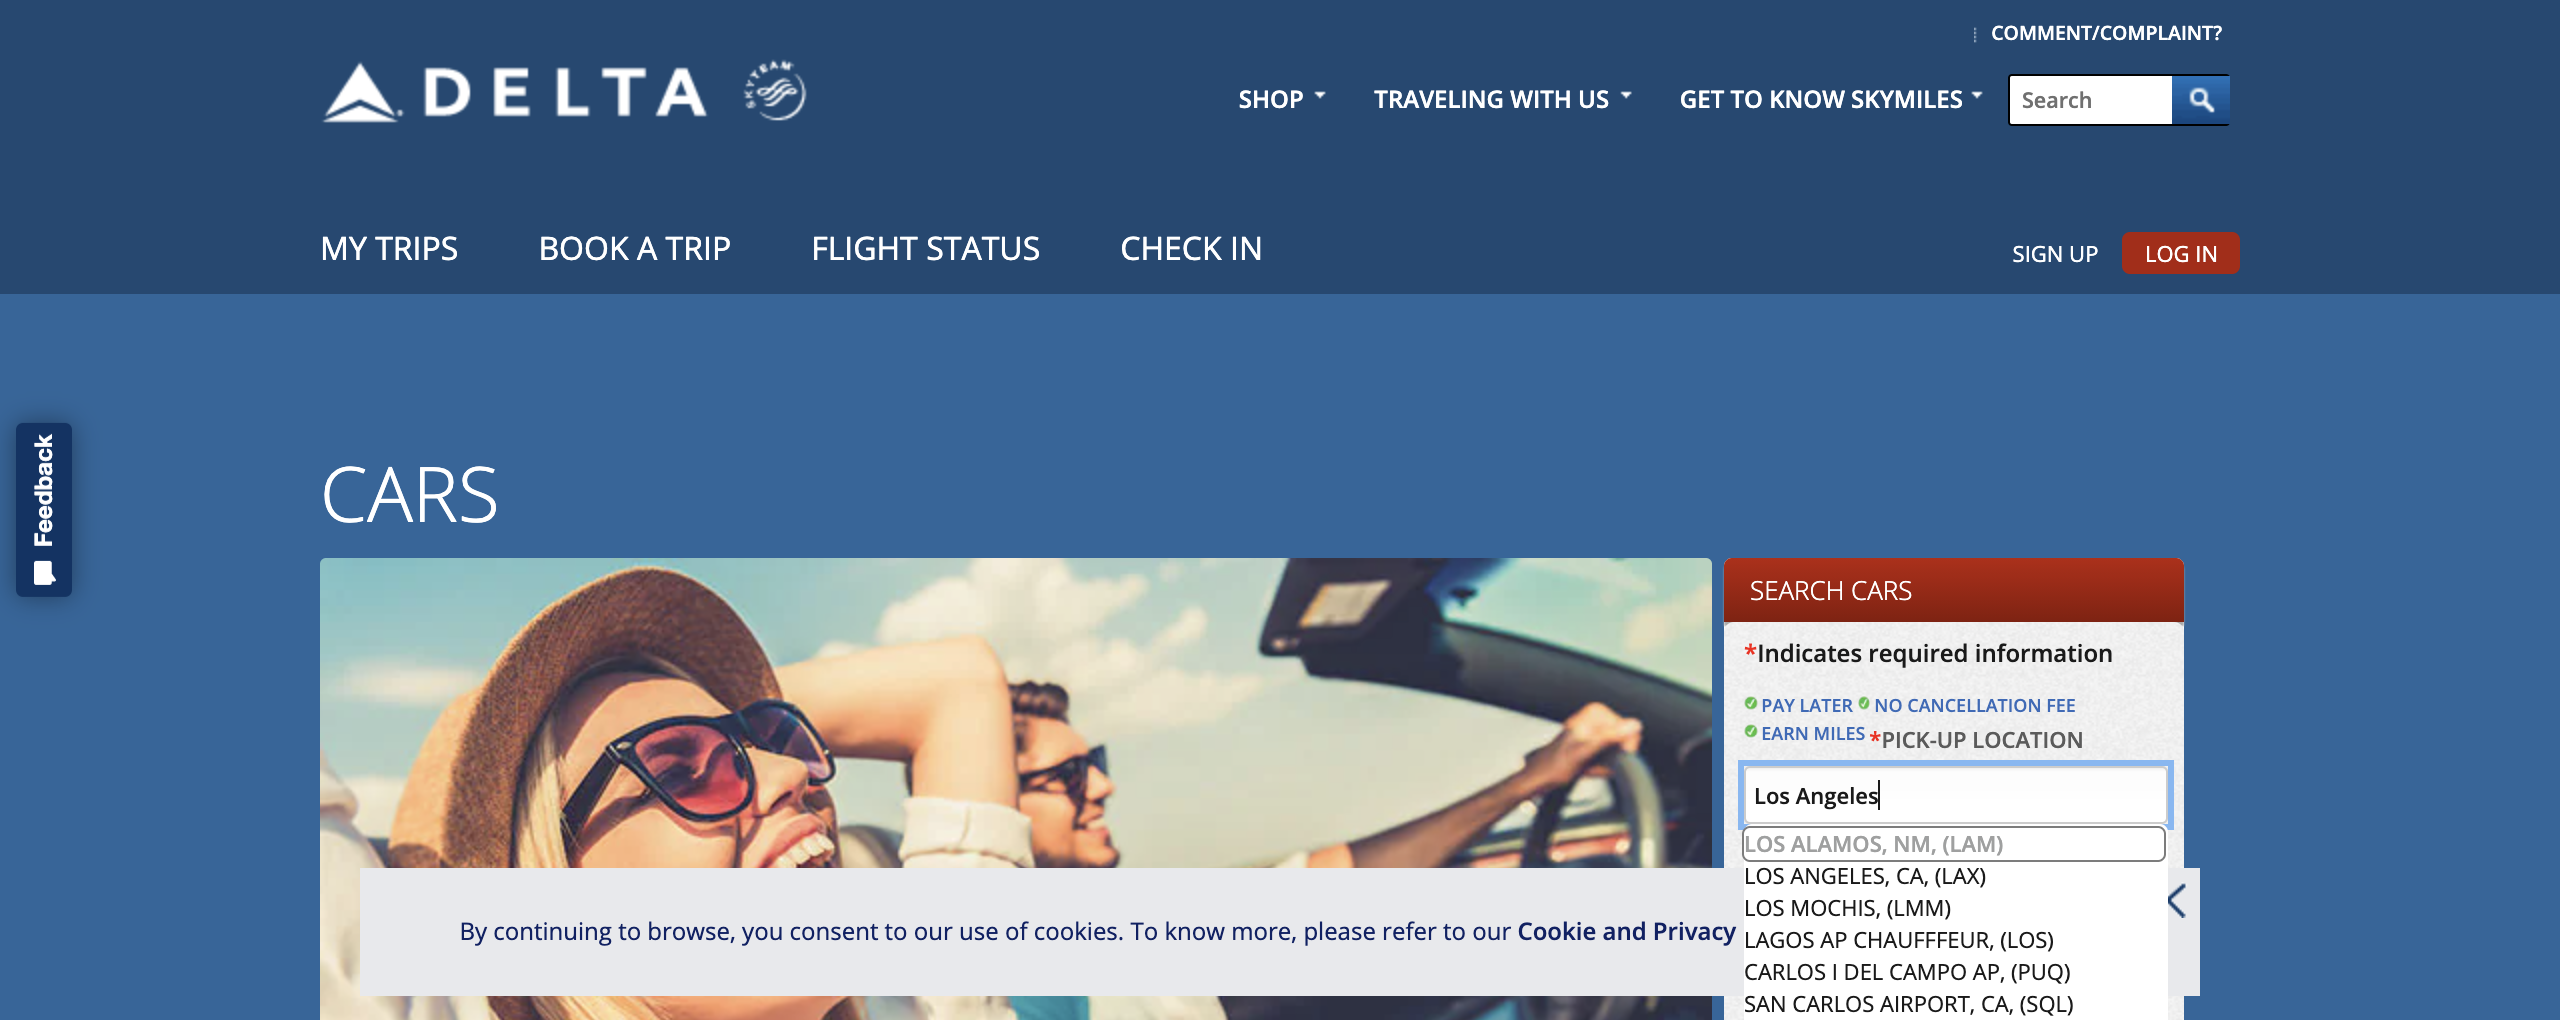 COMMENT/COMPLAINT?
DELTA SKYTEAM
SHOP TRAVELING WITH US GET TO KNOW SKYMILES Search
MY TRIPS BOOK A TRIP FLIGHT STATUS CHECK IN SIGN UP LOG IN
Feedback
CARS
SEARCH CARS
*Indicates required information
PAY LATER NO CANCELLATION FEE
EARN MILES *PICK-UP LOCATION
Los Angeles
LOS ALAMOS, NM, (LAM)
LOS ANGELES, CA, (LAX)
LOS MOCHIS, (LMM)
LAGOS AP CHAUFFFEUR, (LOS)
CARLOS I DEL CAMPO AP, (PUQ)
SAN CARLOS AIRPORT, CA, (SQL)
By continuing to browse, you consent to our use of cookies. To know more, please refer to our Cookie and Privacy